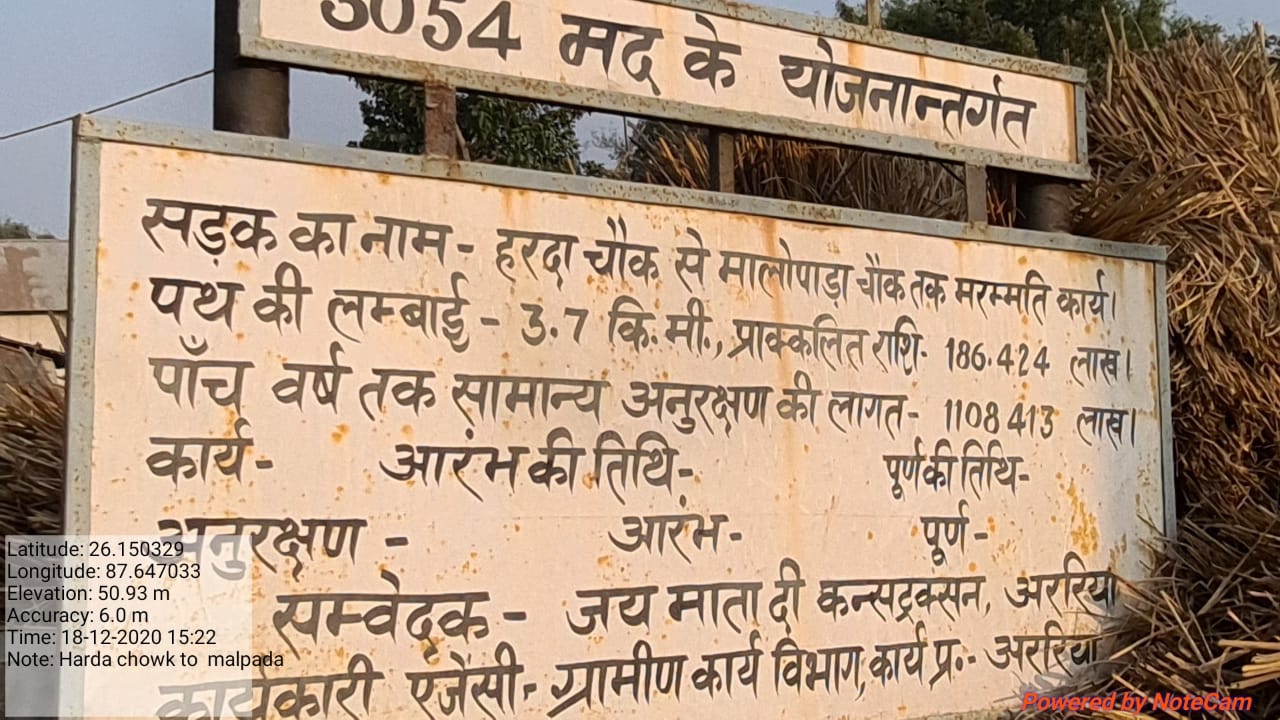 3054 मद के योजनान्तर्गत
सड़क का नाम - हरदा चौक से मालोपाड़ा चौक तक मरम्मति कार्य।
पथ की लम्बाई - 3.7 कि.मी., प्राक्कलित राशि- 186.424 लाख।
पाँच वर्ष तक सामान्य अनुरक्षण की लागत- 1108413 लाख।
कार्य- आरंभ की तिथि- पूर्ण की तिथि-
अनुरक्षण - आरंभ- पूर्ण-
सम्वेदक - जय माता दी कन्सट्रक्सन, अररिया
कार्यकारी एजेंसी- ग्रामीण कार्य विभाग, कार्य प्र.- अररिया
Latitude: 26.150329
Longitude: 87.647033
Elevation: 50.93 m
Accuracy: 6.0 m
Time: 18-12-2020 15:22
Note: Harda chowk to malpada
Powered by NoteCam